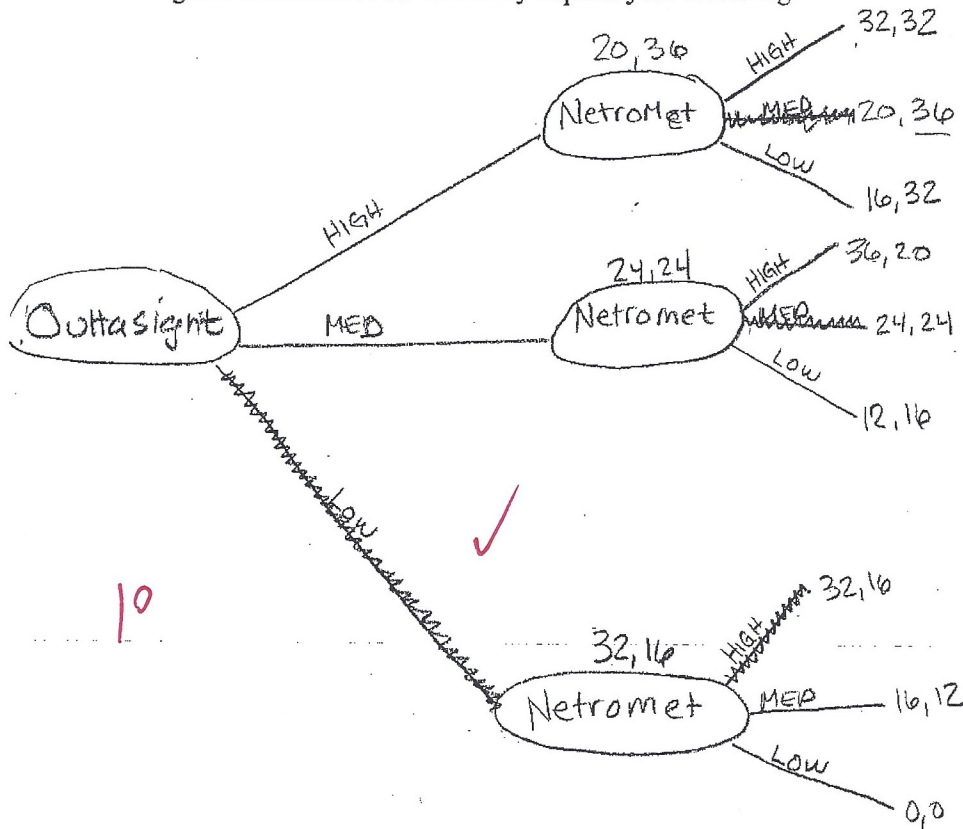 32,32
20,36
HIGH
NetroMet
MED
20, 36
LOW
16,32
HIGH
24,24
HIGH
36,20
Outtasight
MED
Netromet
MED
24,24
LOW
12,16
LOW
10
32,16
32,16
HIGH
Netromet
MED
16,12
LOW
0,0